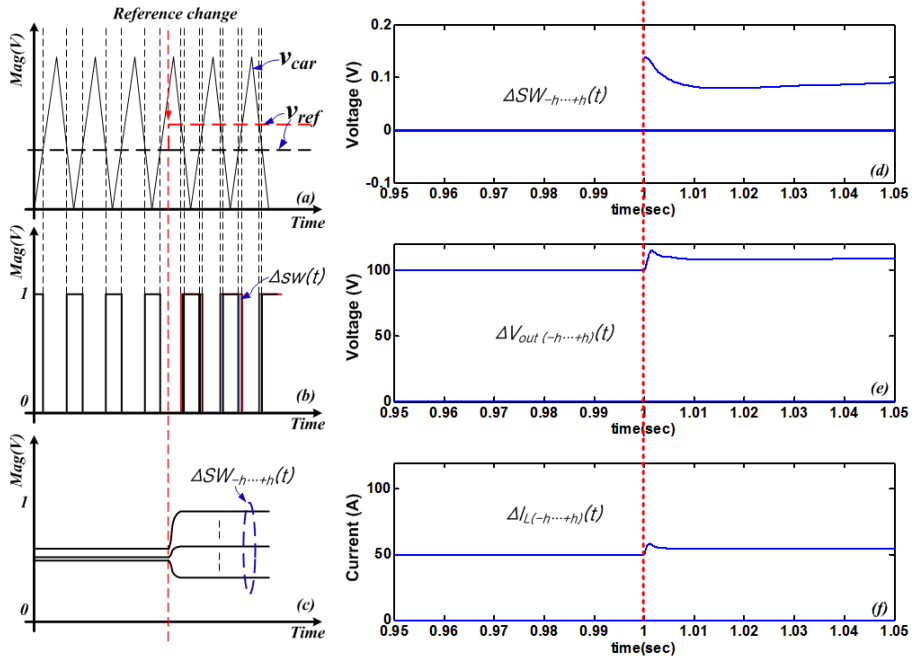 Reference change
Mag(V)
v_car
v_ref
(a)
Time
Mag(V)
1
Δsw(t)
0
(b)
Time
Mag(V)
1
ΔSW_-h···+h(t)
0
(c)
Time
0.2
0.1
0
-0.1
Voltage (V)
ΔSW_-h···+h(t)
(d)
0.95 0.96 0.97 0.98 0.99 1 1.01 1.02 1.03 1.04 1.05
time(sec)
100
50
0
Voltage (V)
ΔV_out (-h···+h)(t)
(e)
0.95 0.96 0.97 0.98 0.99 1 1.01 1.02 1.03 1.04 1.05
time(sec)
100
50
0
Current (A)
ΔI_L(-h···+h)(t)
(f)
0.95 0.96 0.97 0.98 0.99 1 1.01 1.02 1.03 1.04 1.05
time(sec)